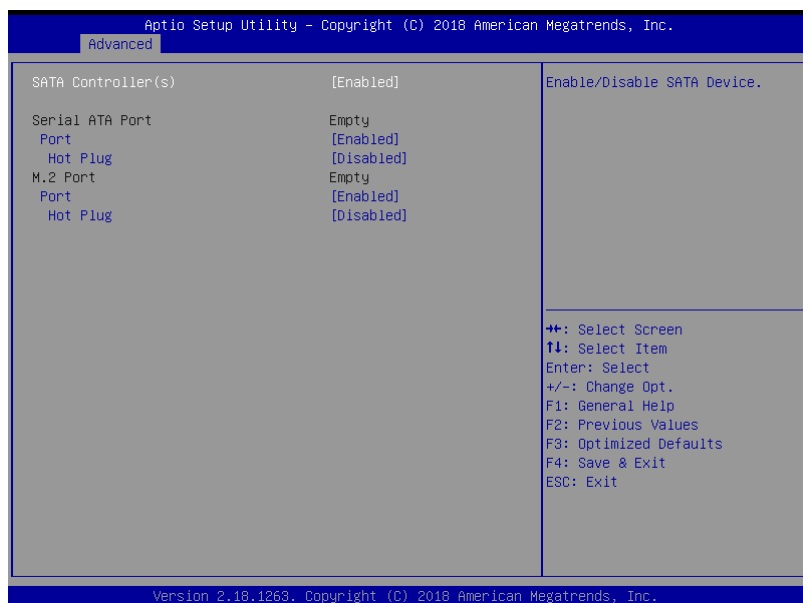 Aptio Setup Utility – Copyright (C) 2018 American Megatrends, Inc.
Advanced
SATA Controller(s) [Enabled]
Serial ATA Port Empty
Port [Enabled]
Hot Plug [Disabled]
M.2 Port Empty
Port [Enabled]
Hot Plug [Disabled]
Enable/Disable SATA Device.
→←: Select Screen
↑↓: Select Item
Enter: Select
+/-: Change Opt.
F1: General Help
F2: Previous Values
F3: Optimized Defaults
F4: Save & Exit
ESC: Exit
Version 2.18.1263. Copyright (C) 2018 American Megatrends, Inc.